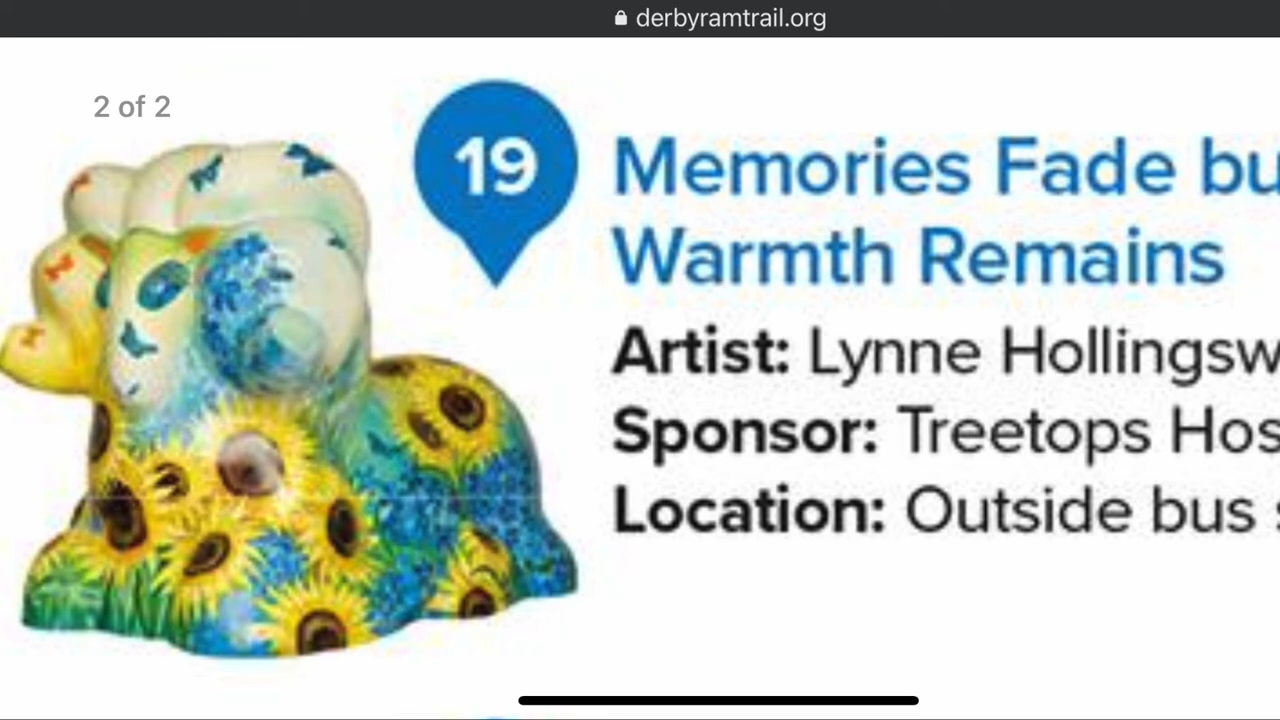 derbyramtrail.org
2 of 2
19
Memories Fade bu
Warmth Remains
Artist: Lynne Hollingsw
Sponsor: Treetops Hos
Location: Outside bus s